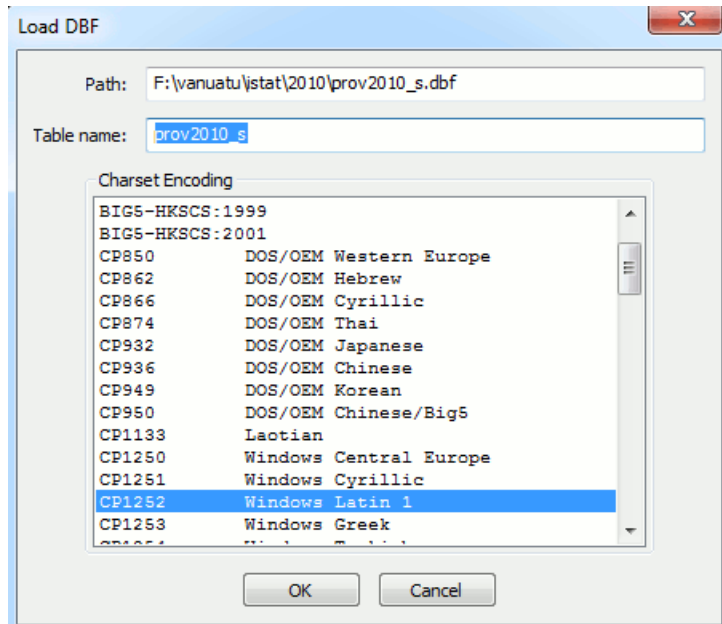 Load DBF
Path: F:\vanuatu\istat\2010\prov2010_s.dbf
Table name: prov2010_s
Charset Encoding
BIG5-HKSCS:1999
BIG5-HKSCS:2001
CP850 DOS/OEM Western Europe
CP862 DOS/OEM Hebrew
CP866 DOS/OEM Cyrillic
CP874 DOS/OEM Thai
CP932 DOS/OEM Japanese
CP936 DOS/OEM Chinese
CP949 DOS/OEM Korean
CP950 DOS/OEM Chinese/Big5
CP1133 Laotian
CP1250 Windows Central Europe
CP1251 Windows Cyrillic
CP1252 Windows Latin 1
CP1253 Windows Greek
OK Cancel